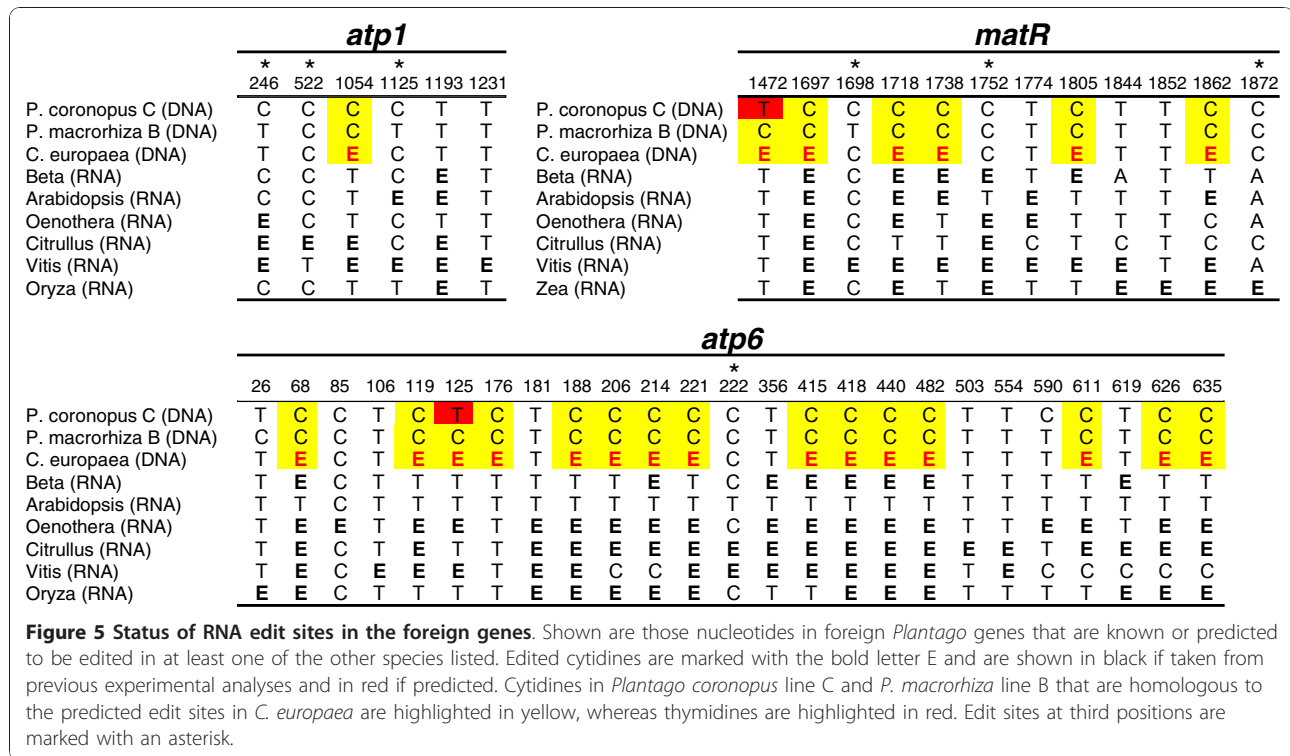 atp1
* * *
246 522 1054 1125 1193 1231
P. coronopus C (DNA) C C C C T T
P. macrorhiza B (DNA) T C C T T T
C. europaea (DNA) T C E C T T
Beta (RNA) C C T C E T
Arabidopsis (RNA) C C T E E T
Oenothera (RNA) E C T C T T
Citrullus (RNA) E E E C E T
Vitis (RNA) E T E E E E
Oryza (RNA) C C T T E T
matR
* * *
1472 1697 1698 1718 1738 1752 1774 1805 1844 1852 1862 1872
P. coronopus C (DNA) T C C C C C T C T T C C
P. macrorhiza B (DNA) C C T C C C T C T T C C
C. europaea (DNA) E E C E E C T E T T E C
Beta (RNA) T E C E E E T E A T T A
Arabidopsis (RNA) T E C E E T E T T T E A
Oenothera (RNA) T E C E T E E T T T C A
Citrullus (RNA) T E C T T E C T C T C C
Vitis (RNA) T E E E E E E E E T E A
Zea (RNA) T E C E T E T T E E E E
atp6
*
26 68 85 106 119 125 176 181 188 206 214 221 222 356 415 418 440 482 503 554 590 611 619 626 635
P. coronopus C (DNA) T C C T C T C T C C C C C T C C C C T T C C T C C
P. macrorhiza B (DNA) C C C T C C C T C C C C C T C C C C T T T C T C C
C. europaea (DNA) T E C T E E E T E E E E C T E E E E T T T E T E E
Beta (RNA) T E C T T T T T T T E T C E E E E E T T T T E T T
Arabidopsis (RNA) T T C T T T T T T T T T T T T T T T T T T T T T T
Oenothera (RNA) T E E T E E T E E E E E C E E E E E T T E E T E E
Citrullus (RNA) T E C T E T T E E E E E E E E E E E E E T E E E E
Vitis (RNA) T E C E E E T E E C C E E E E E E E T E C C C C C
Oryza (RNA) E E C T T T T E E E E E C T T E E E T T T T E E E
Figure 5 Status of RNA edit sites in the foreign genes. Shown are those nucleotides in foreign Plantago genes that are known or predicted
to be edited in at least one of the other species listed. Edited cytidines are marked with the bold letter E and are shown in black if taken from
previous experimental analyses and in red if predicted. Cytidines in Plantago coronopus line C and P. macrorhiza line B that are homologous to
the predicted edit sites in C. europaea are highlighted in yellow, whereas thymidines are highlighted in red. Edit sites at third positions are
marked with an asterisk.